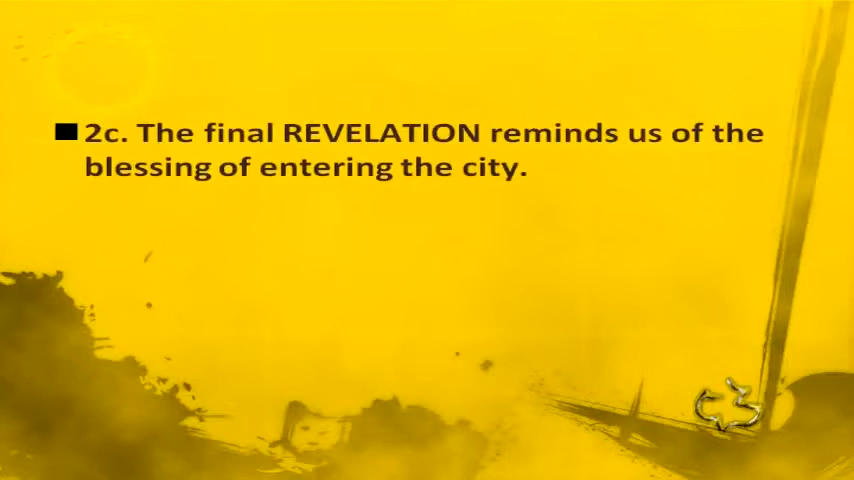 2c. The final REVELATION reminds us of the
blessing of entering the city.